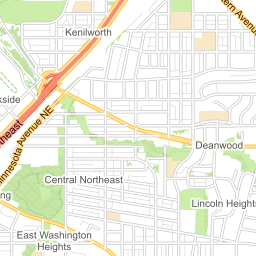 Kenilworth
Minnesota Avenue NE
Deanwood
Central Northeast
Lincoln Heights
East Washington
Heights